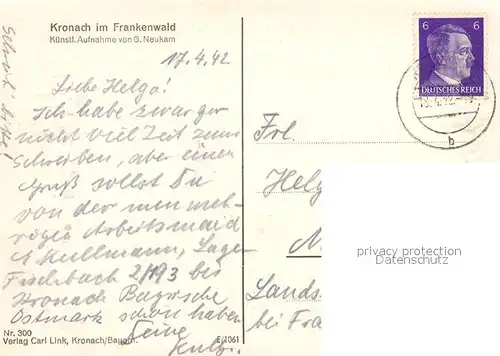 Kronach im Frankenwald
Künstl. Aufnahme von G. Neukam
17.4.42
Liebe Helga!
Ich habe zwar gar
nicht viel Zeit zum
Schreiben, aber einen
Gruß sollst Du
von der
Arbeitsmaid
Kullmann, Lager
Fischbach 2/193 bei
Kronach Bayrische
Ostmark schon haben
Deine
Schreib' bitte!
Nr. 300
Verlag Carl Link, Kronach/Bayern.
E/1061
6 6
DEUTSCHES REICH
b
Frl.
Helg
M
Lands
bei Fra
privacy protection
Datenschutz